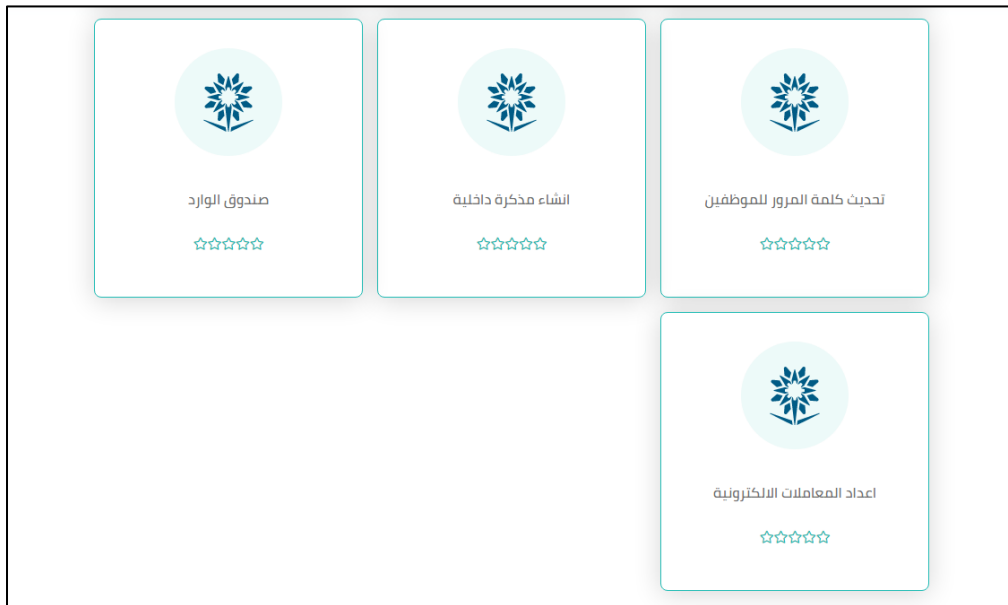 تحديث كلمة المرور للموظفين
انشاء مذكرة داخلية
صندوق الوارد
اعداد المعاملات الالكترونية